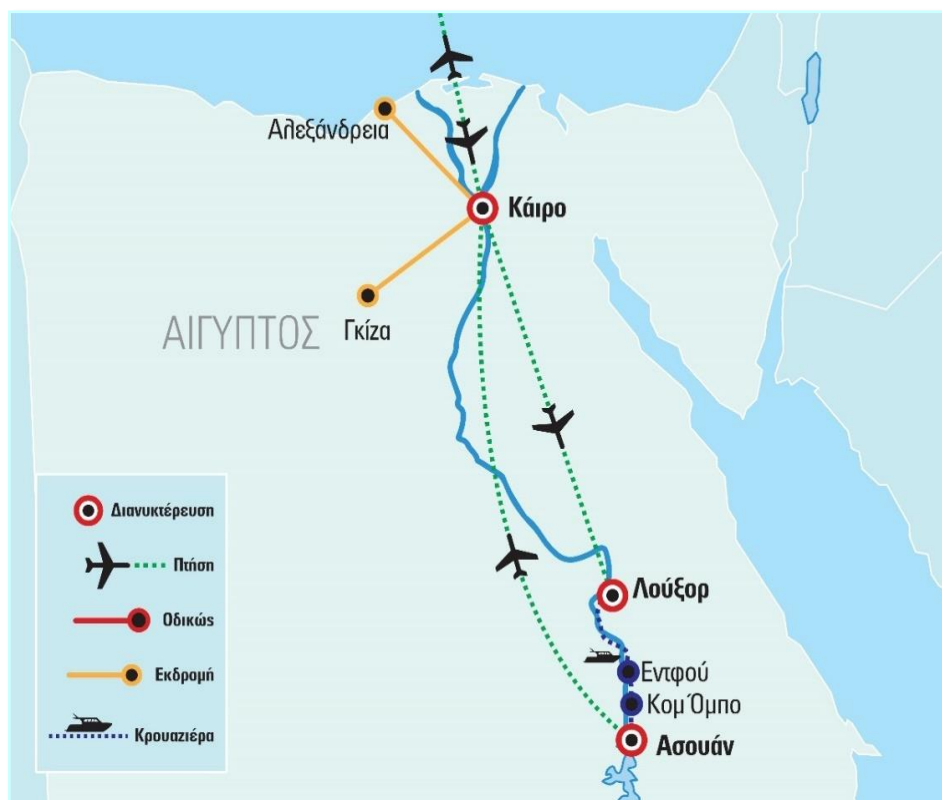 Αλεξάνδρεια
Κάιρο
ΑΙΓΥΠΤΟΣ
Γκίζα
Διανυκτέρευση
Πτήση
Οδικώς
Εκδρομή
Κρουαζιέρα
Λούξορ
Εντφού
Κομ Όμπο
Ασουάν